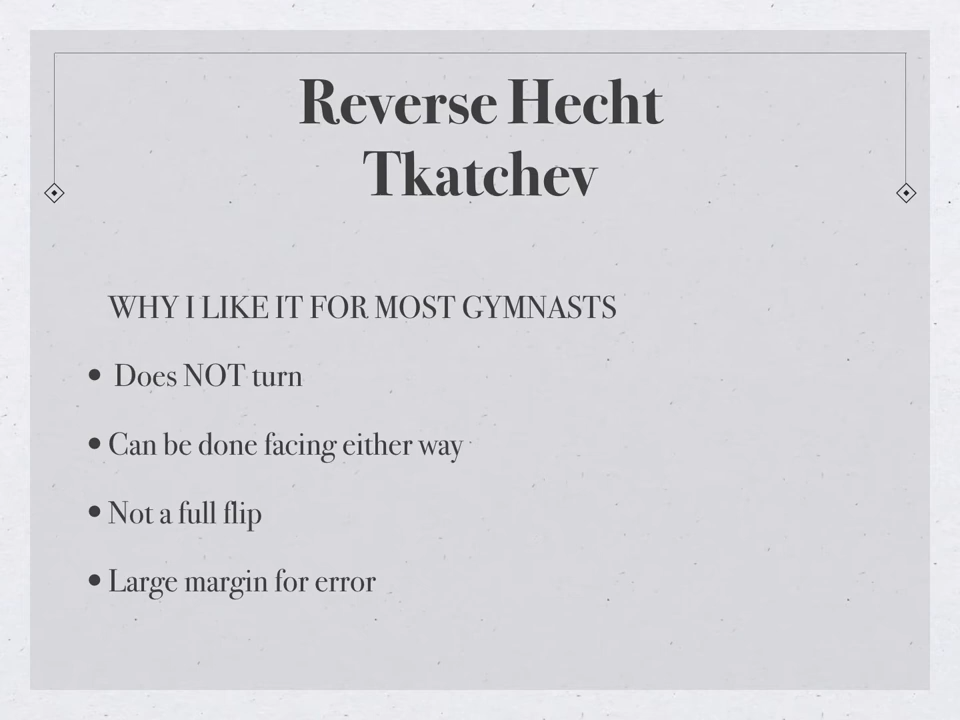 Reverse Hecht
Tkatchev
WHY I LIKE IT FOR MOST GYMNASTS
• Does NOT turn
• Can be done facing either way
• Not a full flip
• Large margin for error